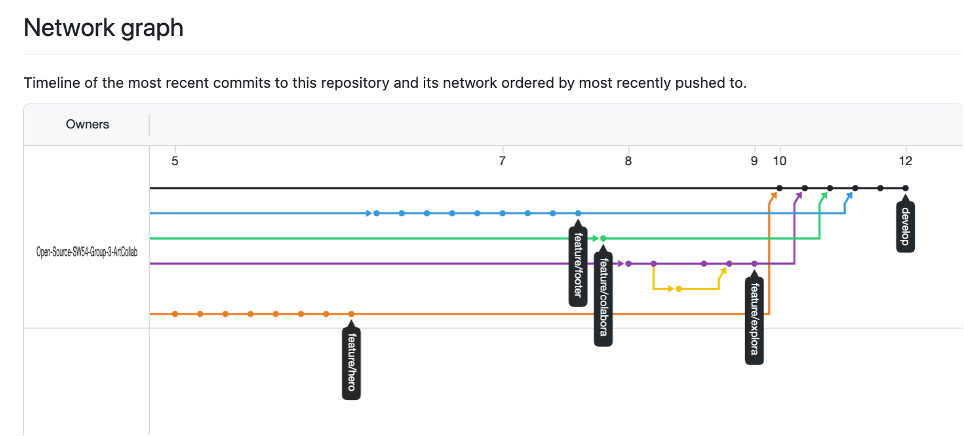 Network graph
Timeline of the most recent commits to this repository and its network ordered by most recently pushed to.
Owners
5 7 8 9 10 12
Open-Source-SW54-Group-3-ArtCollab
develop
feature/footer
feature/colabora
feature/explora
feature/hero